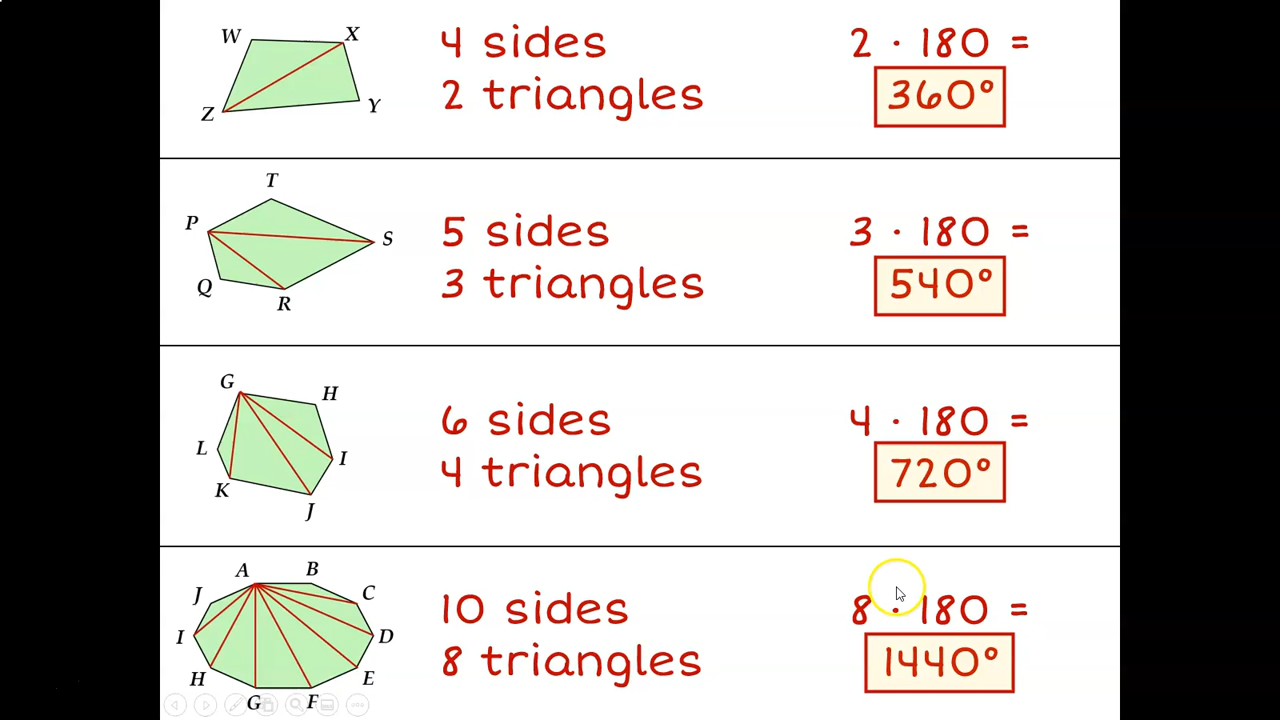 W X
Z Y
4 sides
2 triangles
2 · 180 =
360°
T
P S
Q R
5 sides
3 triangles
3 · 180 =
540°
G H
L I
K J
6 sides
4 triangles
4 · 180 =
720°
A B
J C
I D
H E
G F
10 sides
8 triangles
8 · 180 =
1440°